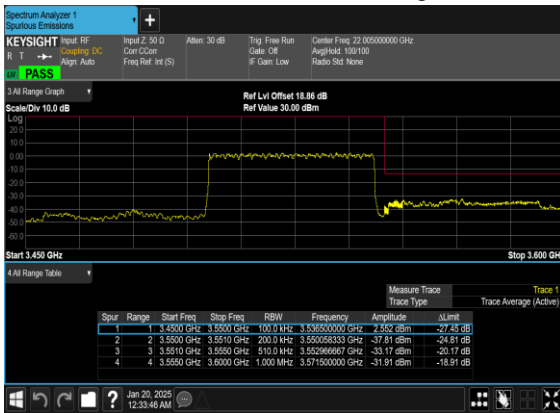 Spectrum Analyzer 1
Spurious Emissions
KEYSIGHT Input: RF Input Z: 50 Ω Atten: 30 dB Trig: Free Run Center Freq: 22.005000000 GHz
R T Coupling: DC Corr CCorr Gate: Off Avg|Hold: 100/100
Align: Auto Freq Ref: Int (S) IF Gain: Low Radio Std: None
PASS
3 All Range Graph
Ref Lvl Offset 18.86 dB
Scale/Div 10.0 dB Ref Value 30.00 dBm
Log
20.0
10.0
0.00
-10.0
-20.0
-30.0
-40.0
-50.0
-60.0
Start 3.450 GHz Stop 3.600 GH
4 All Range Table
Measure Trace Trace 1
Trace Type Trace Average (Active)
Spur Range Start Freq Stop Freq RBW Frequency Amplitude ΔLimit
1 1 3.4500 GHz 3.5500 GHz 100.0 kHz 3.536500000 GHz 2.552 dBm -27.45 dB
2 2 3.5500 GHz 3.5510 GHz 200.0 kHz 3.550058333 GHz -37.81 dBm -24.81 dB
3 3 3.5510 GHz 3.5550 GHz 510.0 kHz 3.552966667 GHz -33.17 dBm -20.17 dB
4 4 3.5550 GHz 3.6000 GHz 1.000 MHz 3.571500000 GHz -31.91 dBm -18.91 dB
Jan 20, 2025
12:33:46 AM